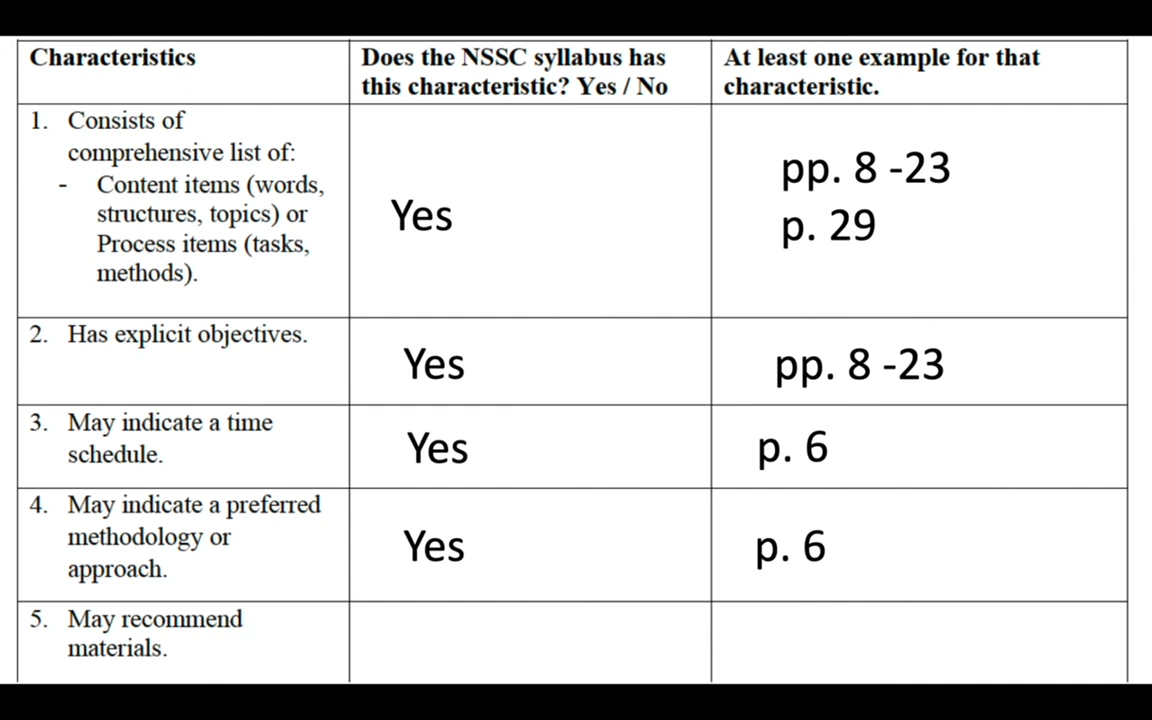 Characteristics
Does the NSSC syllabus has
this characteristic? Yes / No
At least one example for that
characteristic.
1. Consists of
comprehensive list of:
- Content items (words,
structures, topics) or
Process items (tasks,
methods).
Yes
pp. 8 -23
p. 29
2. Has explicit objectives.
Yes
pp. 8 -23
3. May indicate a time
schedule.
Yes
p. 6
4. May indicate a preferred
methodology or
approach.
Yes
p. 6
5. May recommend
materials.